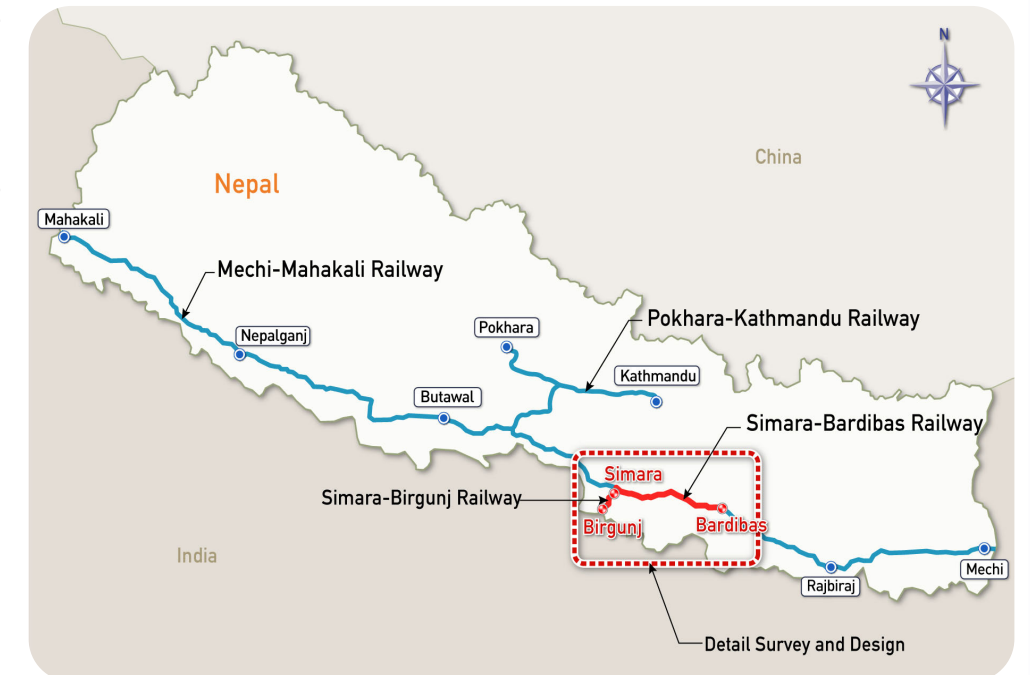 N
China
Nepal
Mahakali
Mechi-Mahakali Railway
Pokhara
Pokhara-Kathmandu Railway
Nepalganj
Kathmandu
Butawal
Simara-Bardibas Railway
Simara
Simara-Birgunj Railway
Birgunj
Bardibas
India
Mechi
Rajbiraj
Detail Survey and Design